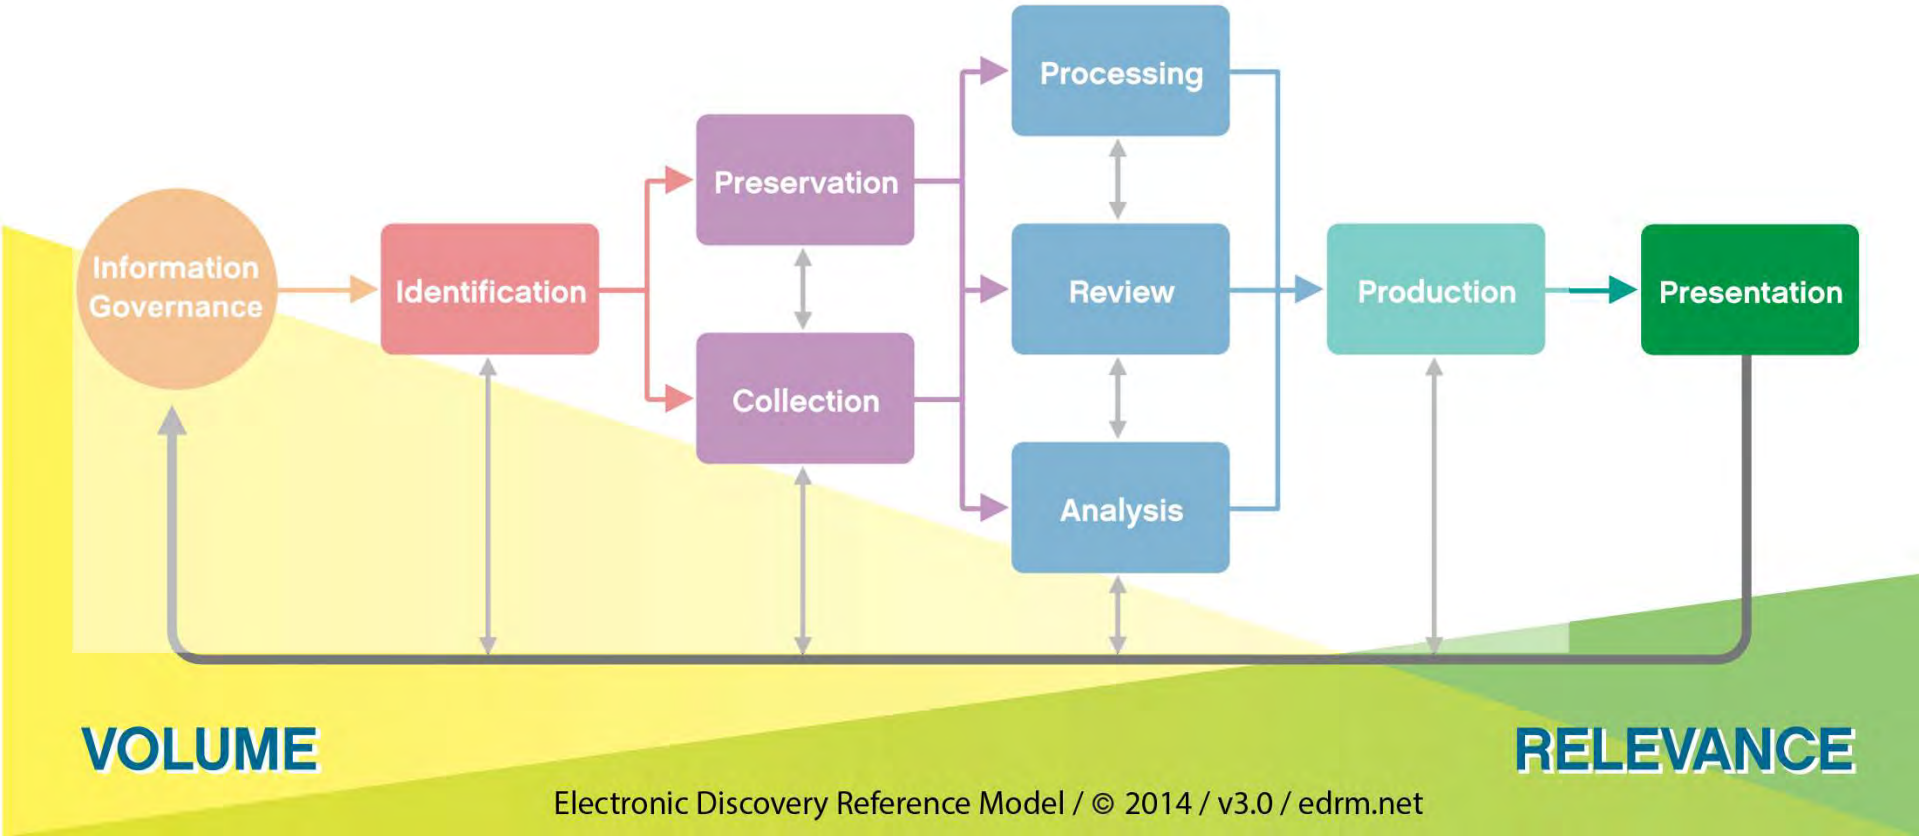 Information
Governance
Identification
Preservation
Collection
Processing
Review
Analysis
Production
Presentation
VOLUME
RELEVANCE
Electronic Discovery Reference Model / © 2014 / v3.0 / edrm.net